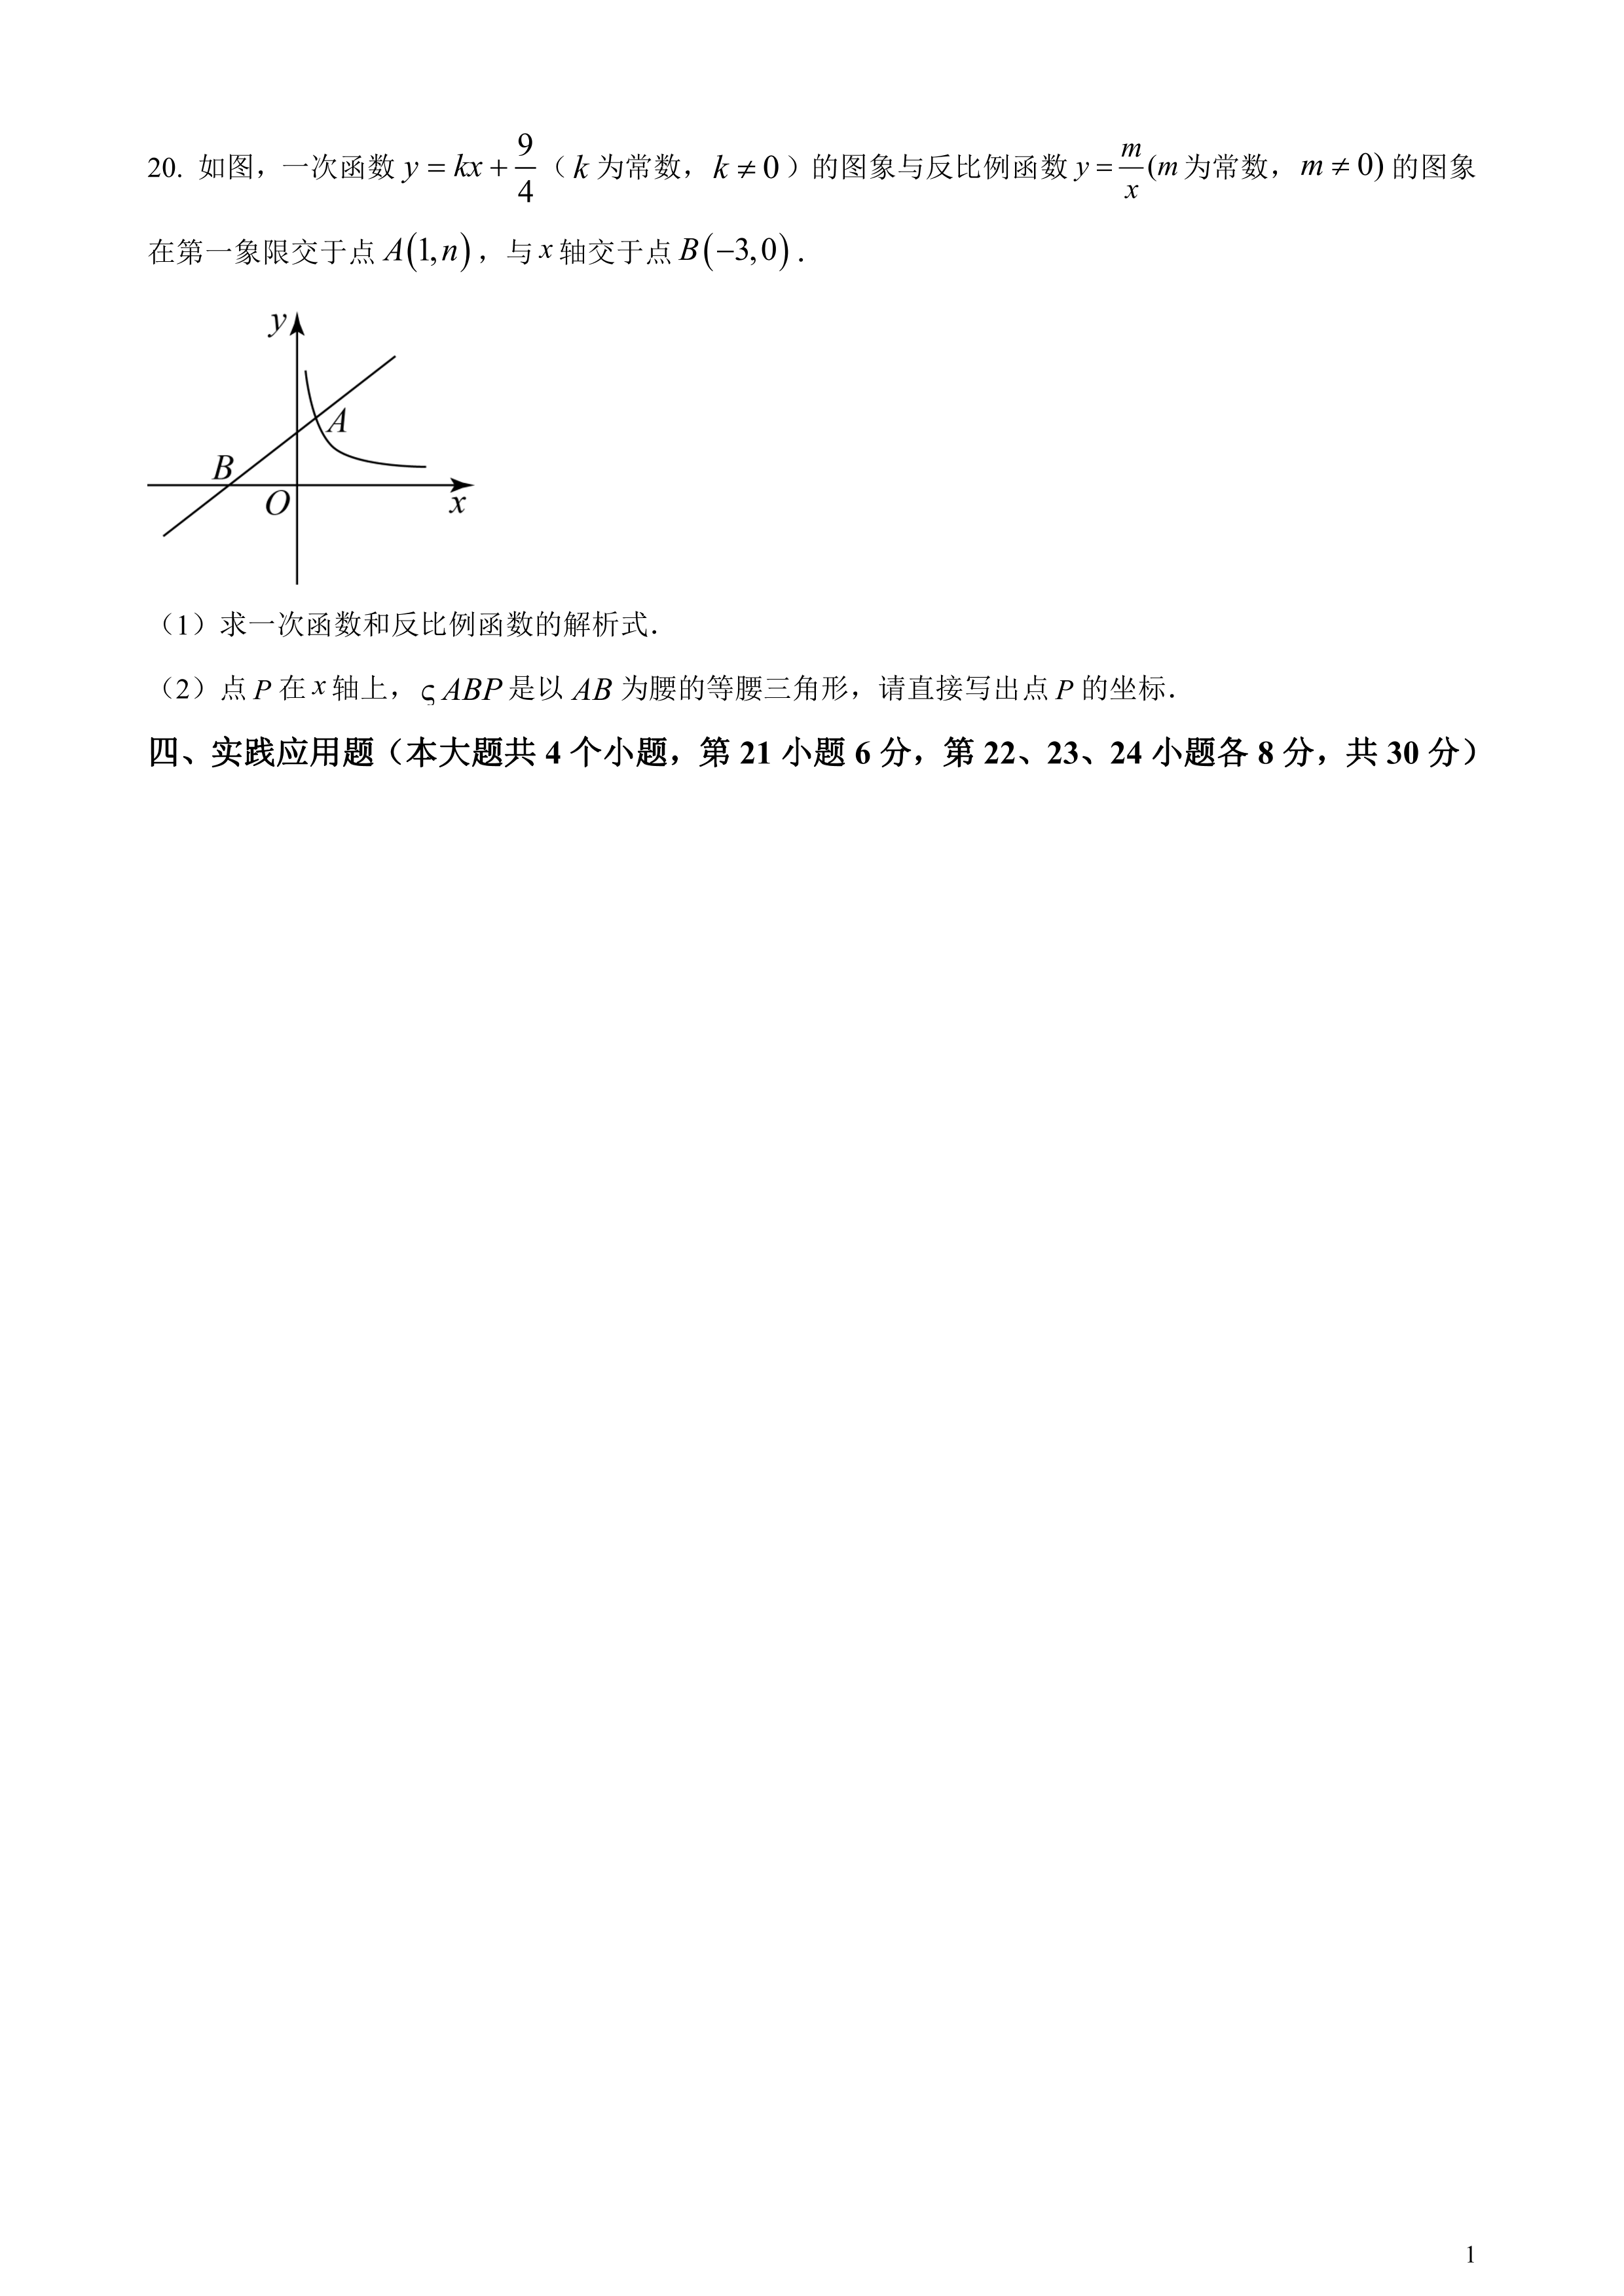 20. 如图，一次函数 y = kx + 9/4（k 为常数，k ≠ 0）的图象与反比例函数 y = m/x (m 为常数，m ≠ 0) 的图象
在第一象限交于点 A(1, n)，与 x 轴交于点 B(−3, 0)．
y
A
B
O
x
（1）求一次函数和反比例函数的解析式．
（2）点 P 在 x 轴上，ς ABP 是以 AB 为腰的等腰三角形，请直接写出点 P 的坐标．
四、实践应用题（本大题共 4 个小题，第 21 小题 6 分，第 22、23、24 小题各 8 分，共 30 分）
1